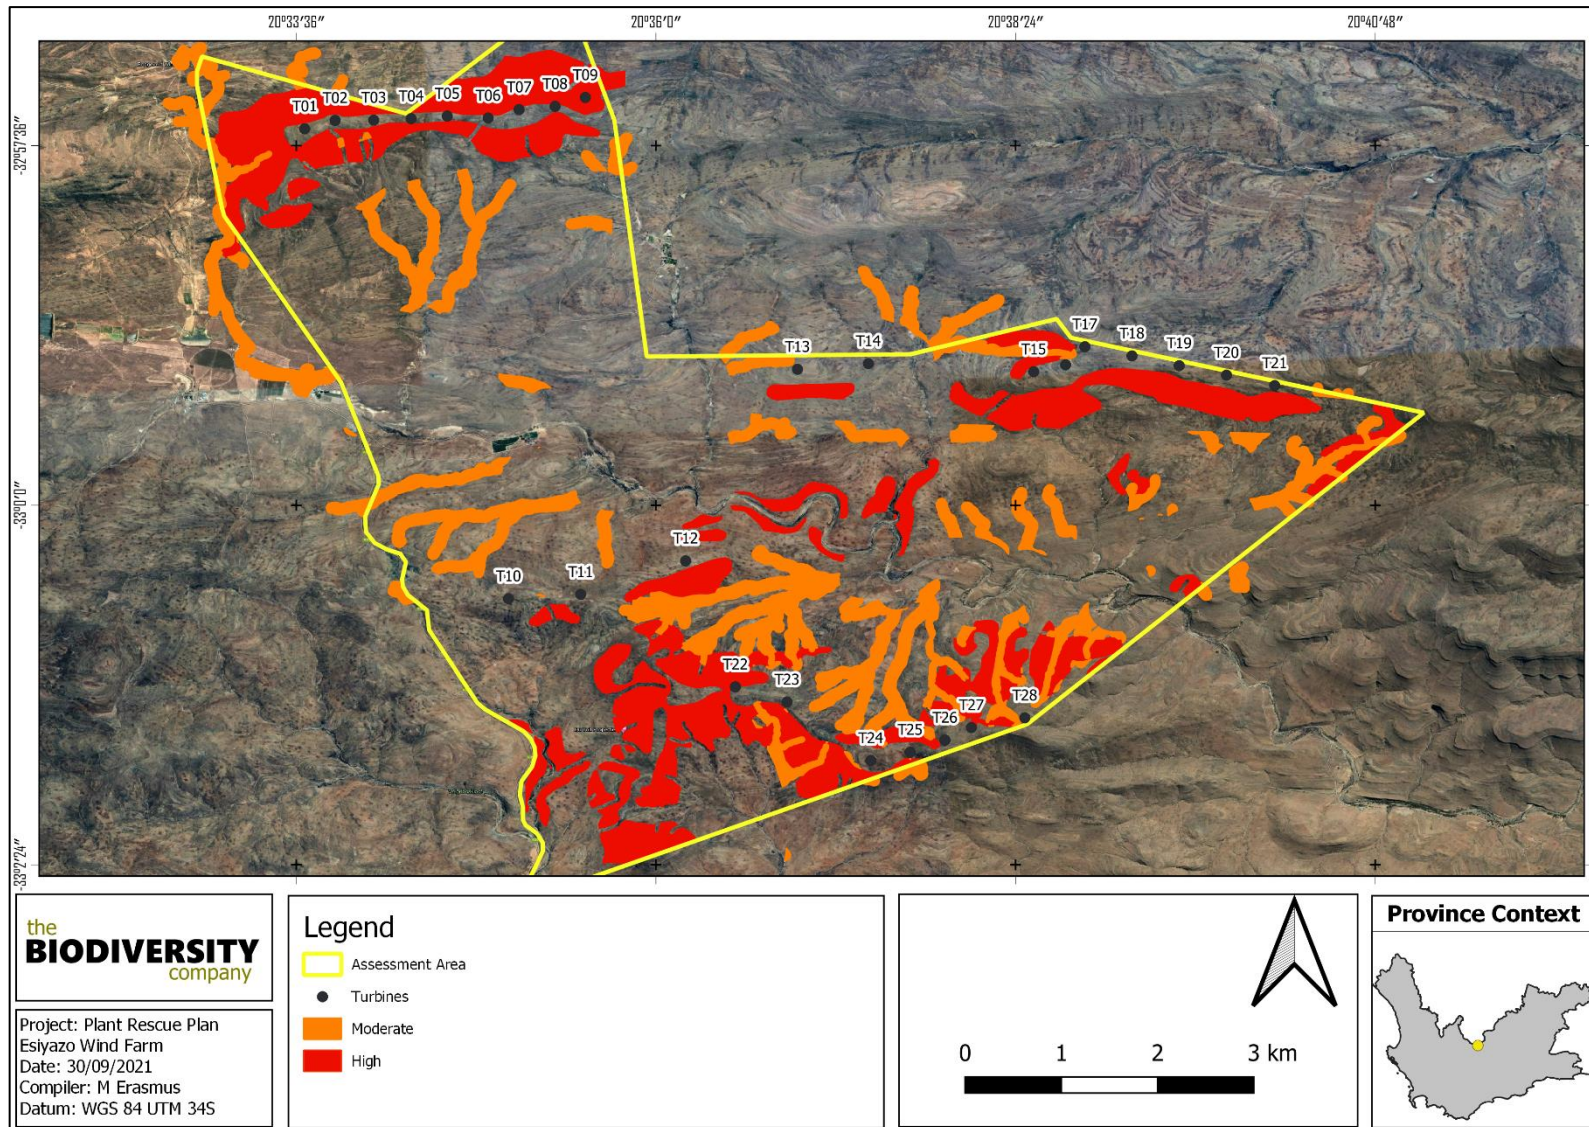 20°33'36" 20°36'0" 20°38'24" 20°40'48"
-32°57'36"
-33°0'0"
-33°2'24"
T01 T02 T03 T04 T05 T06 T07 T08 T09
T13 T14 T15 T17 T18 T19 T20 T21
T10 T11 T12
T22 T23 T24 T25 T26 T27 T28
the
BIODIVERSITY
company
Project: Plant Rescue Plan
Esiyazo Wind Farm
Date: 30/09/2021
Compiler: M Erasmus
Datum: WGS 84 UTM 34S
Legend
Assessment Area
Turbines
Moderate
High
0 1 2 3 km
Province Context